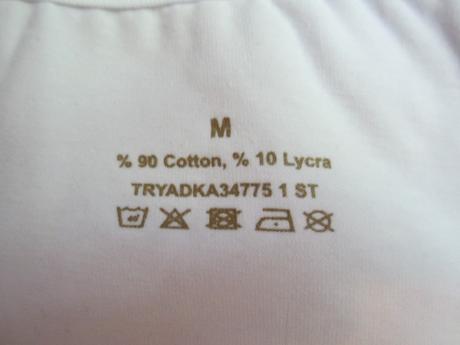 M
% 90 Cotton, % 10 Lycra
TRYADKA34775 1 ST